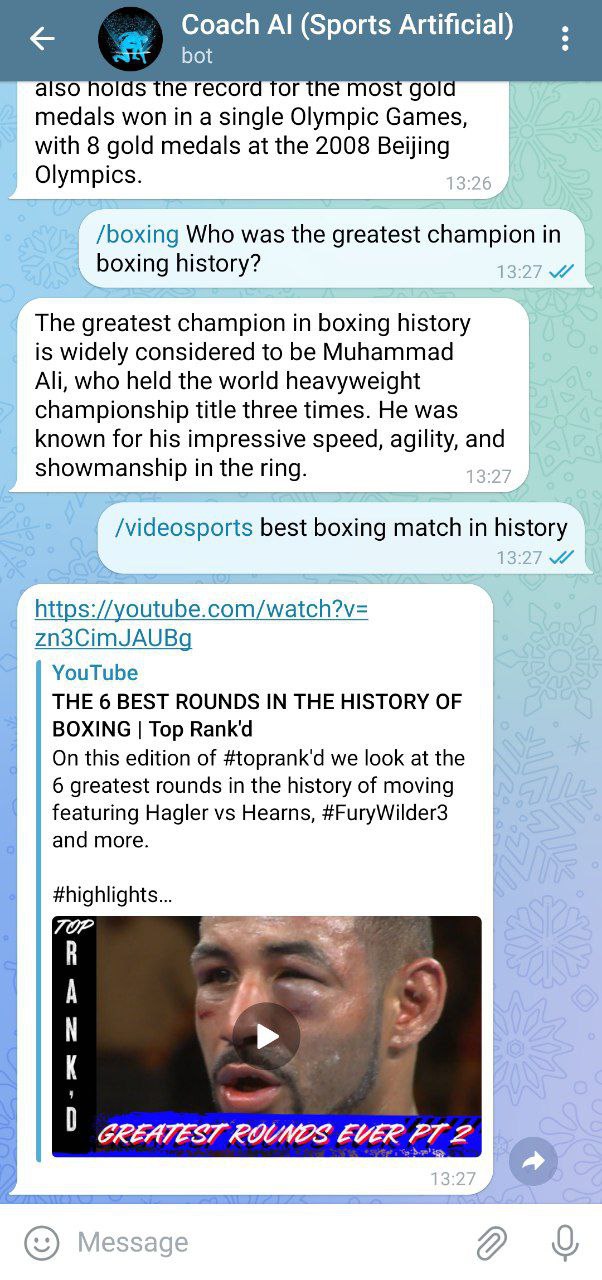 Coach AI (Sports Artificial)
bot
also holds the record for the most gold
medals won in a single Olympic Games,
with 8 gold medals at the 2008 Beijing
Olympics.
13:26
/boxing Who was the greatest champion in
boxing history?
13:27
The greatest champion in boxing history
is widely considered to be Muhammad
Ali, who held the world heavyweight
championship title three times. He was
known for his impressive speed, agility, and
showmanship in the ring.
13:27
/videosports best boxing match in history
13:27
https://youtube.com/watch?v=
zn3CimJAUBg
YouTube
THE 6 BEST ROUNDS IN THE HISTORY OF
BOXING | Top Rank'd
On this edition of #toprank'd we look at the
6 greatest rounds in the history of moving
featuring Hagler vs Hearns, #FuryWilder3
and more.
#highlights...
TOP
RANK'D
GREATEST ROUNDS EVER PT 2
13:27
Message